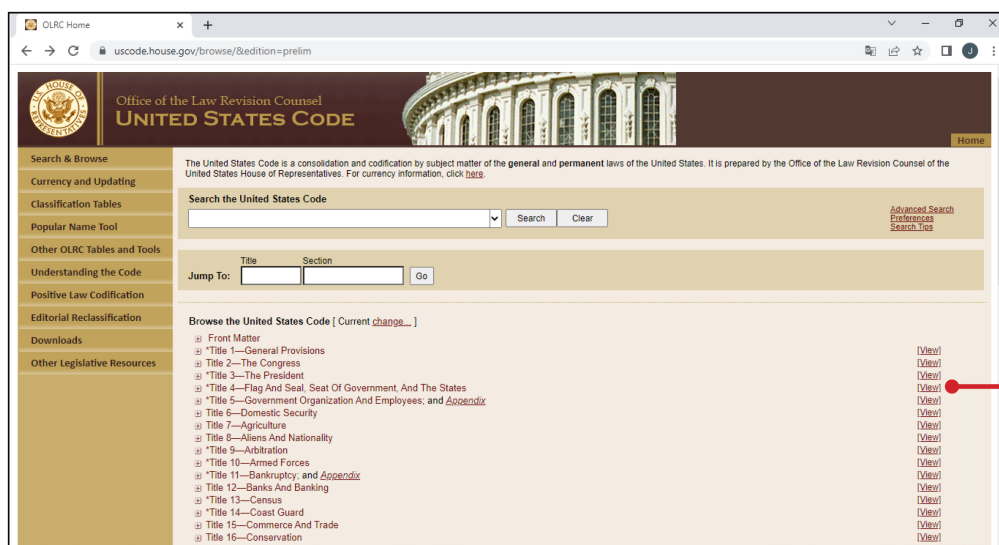 OLRC Home
uscode.house.gov/browse/&edition=prelim
J
Office of the Law Revision Counsel
UNITED STATES CODE
Home
Search & Browse
Currency and Updating
Classification Tables
Popular Name Tool
Other OLRC Tables and Tools
Understanding the Code
Positive Law Codification
Editorial Reclassification
Downloads
Other Legislative Resources
The United States Code is a consolidation and codification by subject matter of the general and permanent laws of the United States. It is prepared by the Office of the Law Revision Counsel of the
United States House of Representatives. For currency information, click here.
Search the United States Code
Search Clear
Advanced Search
Preferences
Search Tips
Title Section
Jump To: Go
Browse the United States Code [ Current change... ]
Front Matter
*Title 1—General Provisions [View]
Title 2—The Congress [View]
*Title 3—The President [View]
*Title 4—Flag And Seal, Seat Of Government, And The States [View]
*Title 5—Government Organization And Employees; and Appendix [View]
Title 6—Domestic Security [View]
Title 7—Agriculture [View]
Title 8—Aliens And Nationality [View]
*Title 9—Arbitration [View]
*Title 10—Armed Forces [View]
*Title 11—Bankruptcy; and Appendix [View]
Title 12—Banks And Banking [View]
*Title 13—Census [View]
*Title 14—Coast Guard [View]
Title 15—Commerce And Trade [View]
Title 16—Conservation [View]